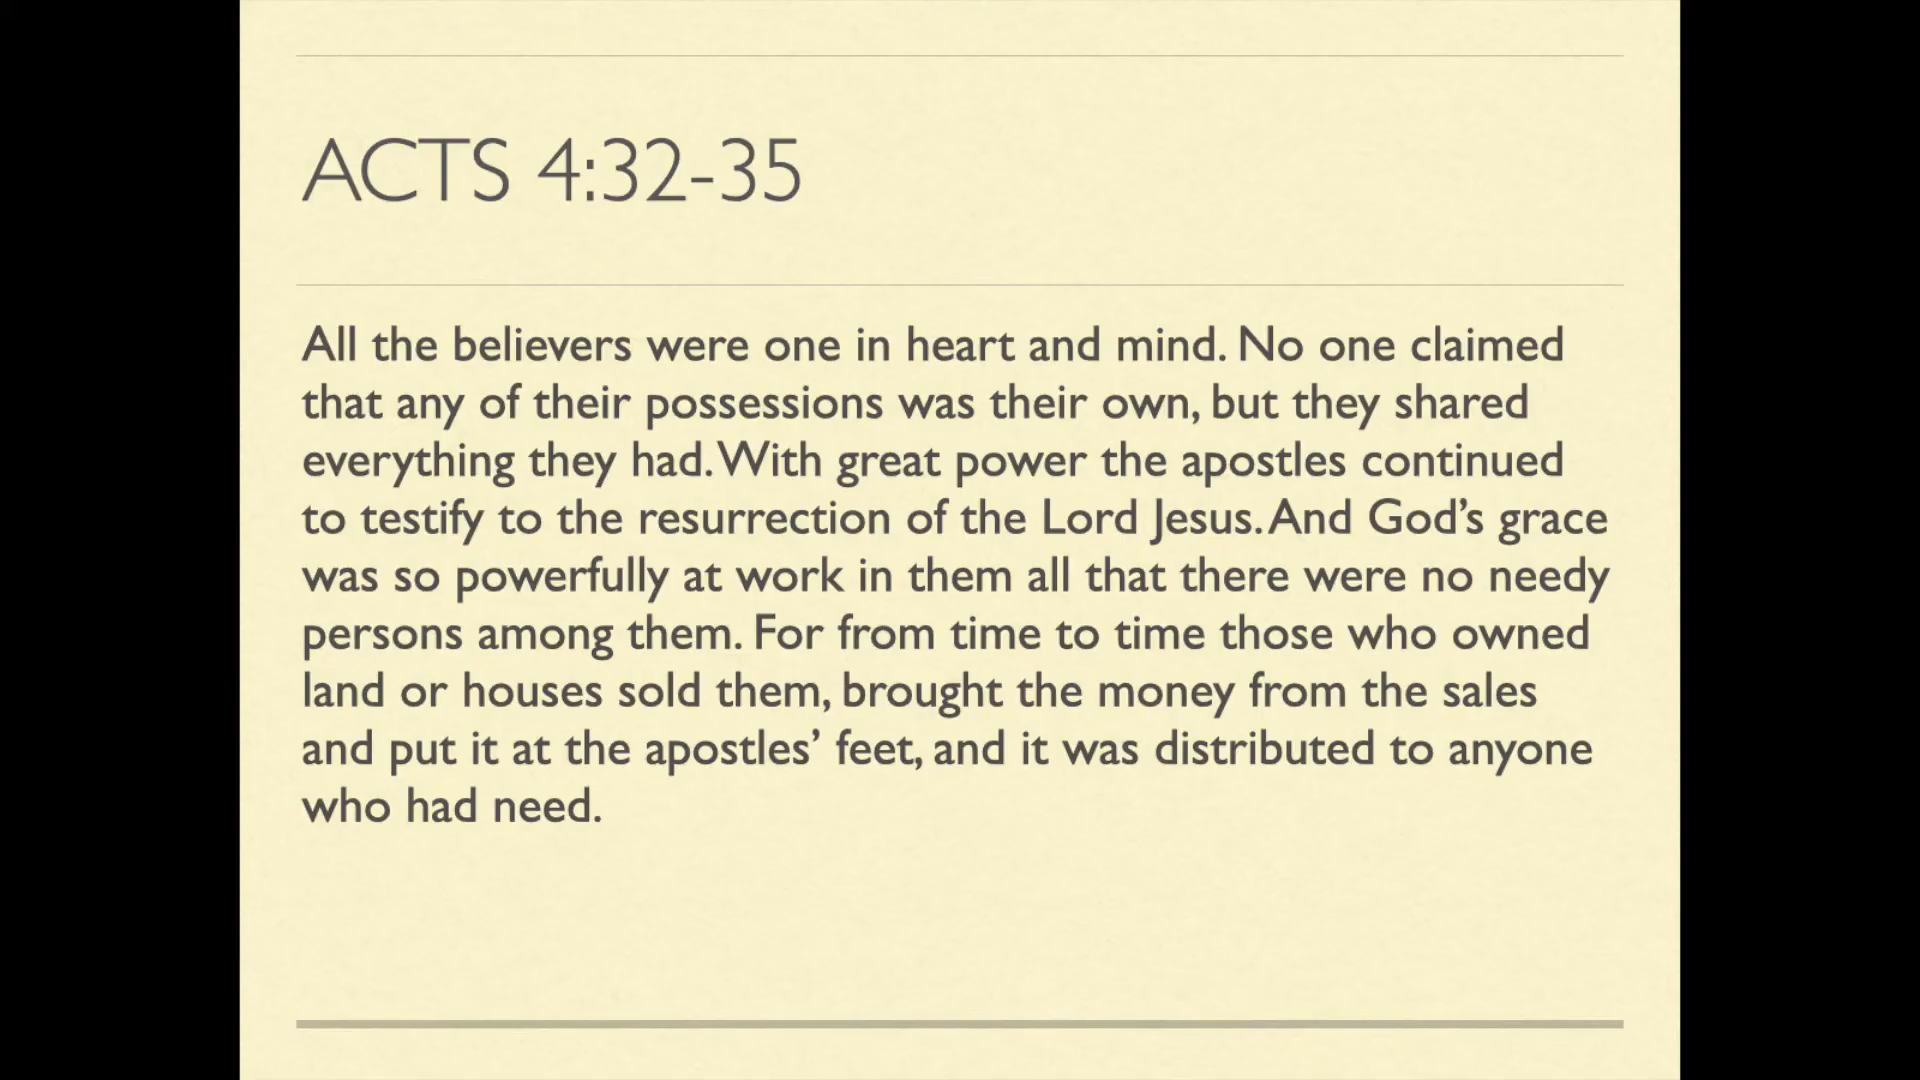 ACTS 4:32-35
All the believers were one in heart and mind. No one claimed
that any of their possessions was their own, but they shared
everything they had. With great power the apostles continued
to testify to the resurrection of the Lord Jesus. And God’s grace
was so powerfully at work in them all that there were no needy
persons among them. For from time to time those who owned
land or houses sold them, brought the money from the sales
and put it at the apostles’ feet, and it was distributed to anyone
who had need.